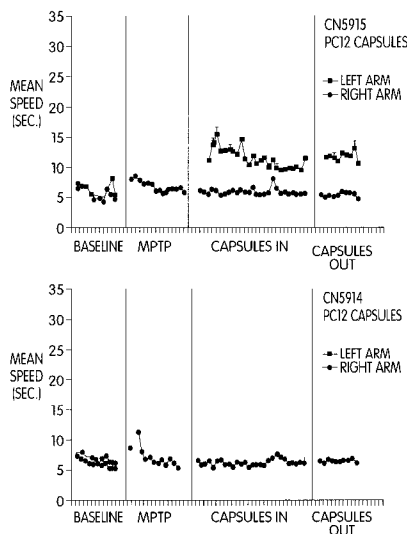 CN5915
PC12 CAPSULES
LEFT ARM
RIGHT ARM
MEAN
SPEED
(SEC.)
35
30
25
20
15
10
5
0
BASELINE
MPTP
CAPSULES IN
CAPSULES
OUT
CN5914
PC12 CAPSULES
LEFT ARM
RIGHT ARM
MEAN
SPEED
(SEC.)
35
30
25
20
15
10
5
0
BASELINE
MPTP
CAPSULES IN
CAPSULES
OUT